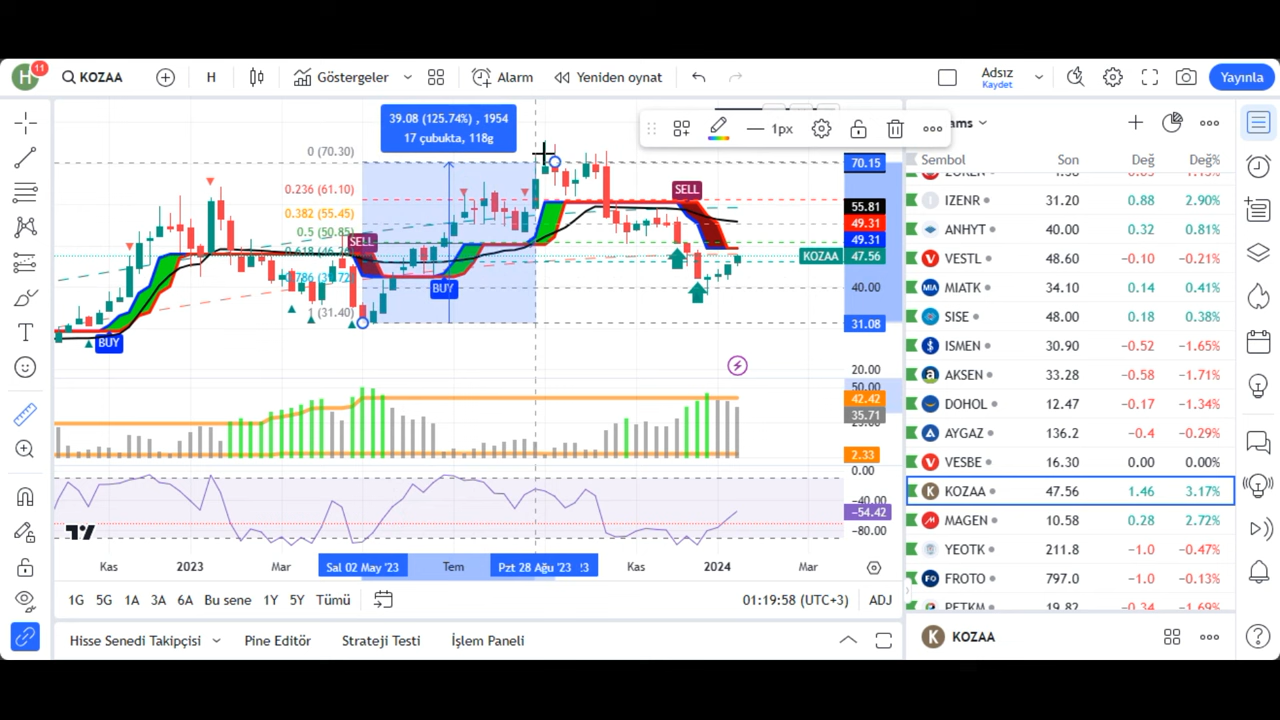 H 11 KOZAA H Göstergeler Alarm Yeniden oynat Adsız Kaydet Yayınla
39.08 (125.74%) , 1954
17 çubukta, 118g
1px
0 (70.30)
0.236 (61.10)
0.382 (55.45)
0.5 (50.85)
1 (31.40)
SELL
SELL
BUY
BUY
70.15
55.81
49.31
49.31
KOZAA 47.56
40.00
31.08
20.00
50.00
42.42
35.71
2.33
0.00
−40.00
−54.42
−80.00
Kas 2023 Mar Sal 02 May '23 Tem Pzt 28 Ağu '23 Kas 2024 Mar
1G 5G 1A 3A 6A Bu sene 1Y 5Y Tümü 01:19:58 (UTC+3) ADJ
Hisse Senedi Takipçisi Pine Editör Strateji Testi İşlem Paneli
Sembol Son Değ Değ%
IZENR 31.20 0.88 2.90%
ANHYT 40.00 0.32 0.81%
VESTL 48.60 −0.10 −0.21%
MIATK 34.10 0.14 0.41%
SISE 48.00 0.18 0.38%
ISMEN 30.90 −0.52 −1.65%
AKSEN 33.28 −0.58 −1.71%
DOHOL 12.47 −0.17 −1.34%
AYGAZ 136.2 −0.4 −0.29%
VESBE 16.30 0.00 0.00%
KOZAA 47.56 1.46 3.17%
MAGEN 10.58 0.28 2.72%
YEOTK 211.8 −1.0 −0.47%
FROTO 797.0 −1.0 −0.13%
PETKM 19.82 −0.34 −1.69%
K KOZAA